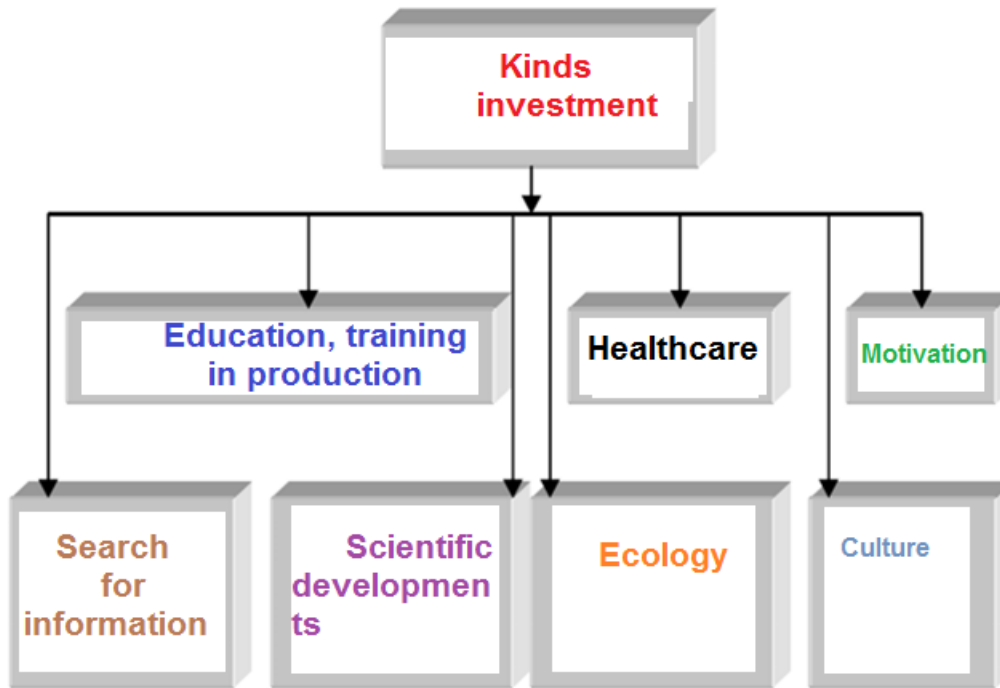 Kinds
investment
Education, training
in production
Healthcare
Motivation
Search
for
information
Scientific
developmen
ts
Ecology
Culture